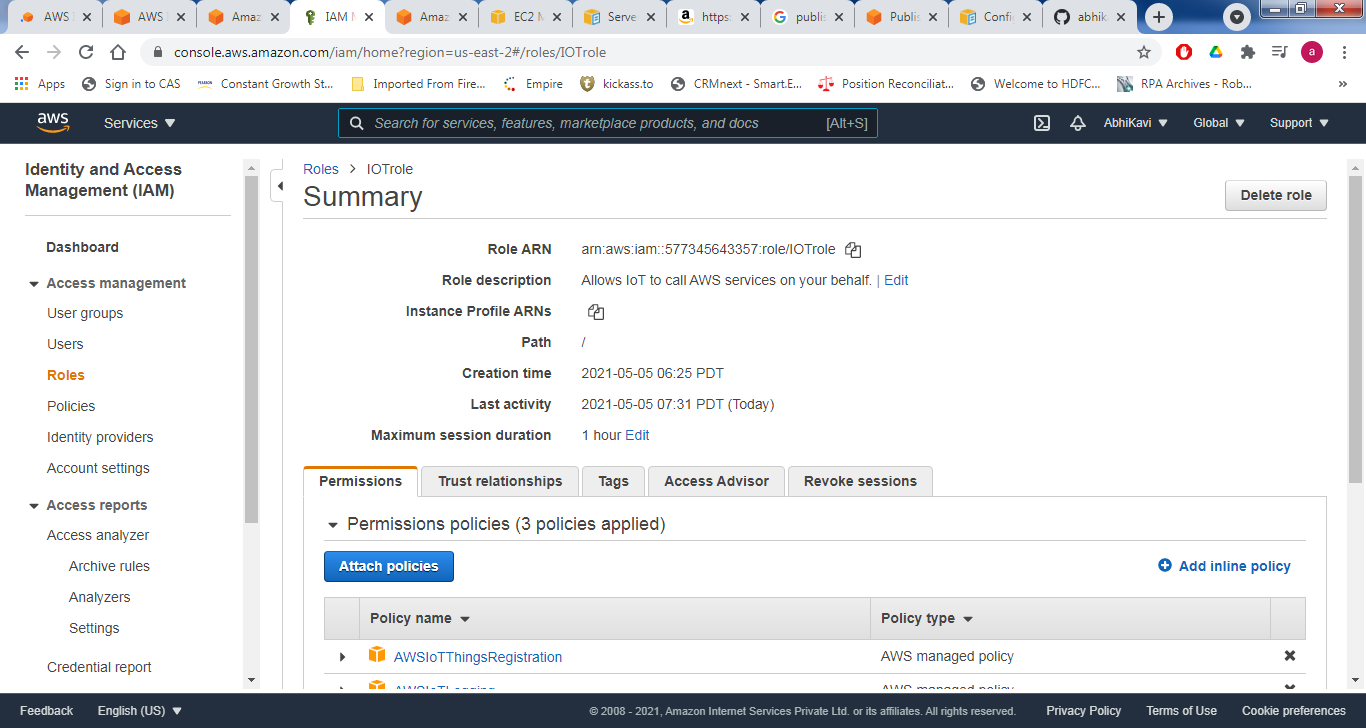 AWS I
AWS
Amaz
IAM M
Amaz
EC2 M
Serve
https:
publis
Publis
Confi
abhik
console.aws.amazon.com/iam/home?region=us-east-2#/roles/IOTrole
a
Apps
Sign in to CAS
Constant Growth St...
Imported From Fire...
Empire
kickass.to
CRMnext - Smart.E...
Position Reconciliat...
Welcome to HDFC...
RPA Archives - Rob...
»
aws
Services
Search for services, features, marketplace products, and docs
[Alt+S]
AbhiKavi
Global
Support
Identity and Access
Management (IAM)
Dashboard
Access management
User groups
Users
Roles
Policies
Identity providers
Account settings
Access reports
Access analyzer
Archive rules
Analyzers
Settings
Credential report
Roles > IOTrole
Summary
Delete role
Role ARN arn:aws:iam::577345643357:role/IOTrole
Role description Allows IoT to call AWS services on your behalf. | Edit
Instance Profile ARNs
Path /
Creation time 2021-05-05 06:25 PDT
Last activity 2021-05-05 07:31 PDT (Today)
Maximum session duration 1 hour Edit
Permissions
Trust relationships
Tags
Access Advisor
Revoke sessions
Permissions policies (3 policies applied)
Attach policies
Add inline policy
Policy name
Policy type
AWSIoTThingsRegistration
AWS managed policy
AWSIoTLogging
AWS managed policy
Feedback
English (US)
© 2008 - 2021, Amazon Internet Services Private Ltd. or its affiliates. All rights reserved.
Privacy Policy
Terms of Use
Cookie preferences